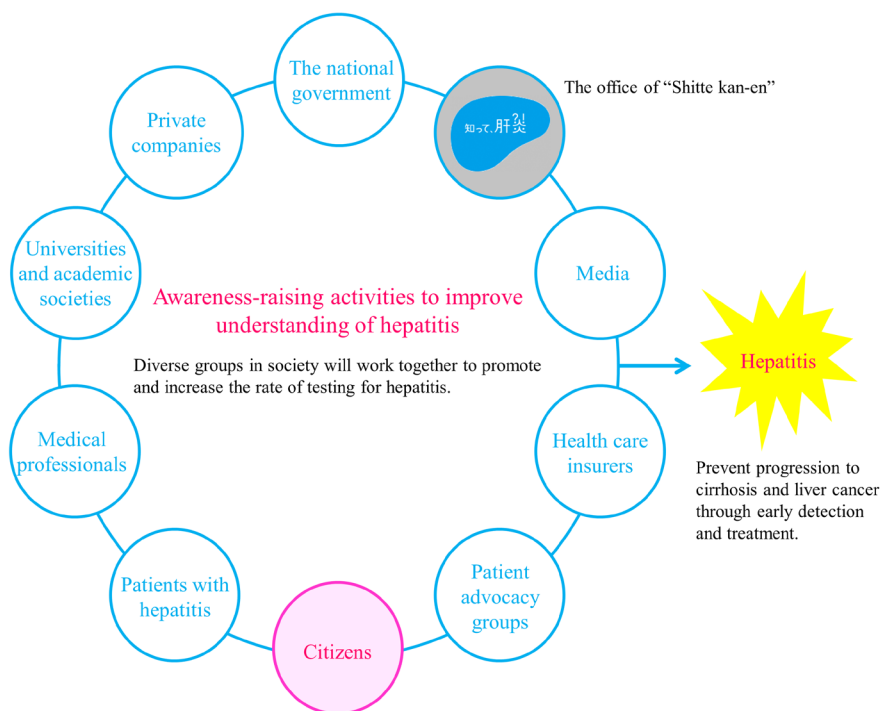 The national
government
The office of “Shitte kan-en”
知って、肝炎?!
Private
companies
Universities
and academic
societies
Media
Awareness-raising activities to improve
understanding of hepatitis
Diverse groups in society will work together to promote
and increase the rate of testing for hepatitis.
Hepatitis
Prevent progression to
cirrhosis and liver cancer
through early detection
and treatment.
Medical
professionals
Health care
insurers
Patients with
hepatitis
Patient
advocacy
groups
Citizens